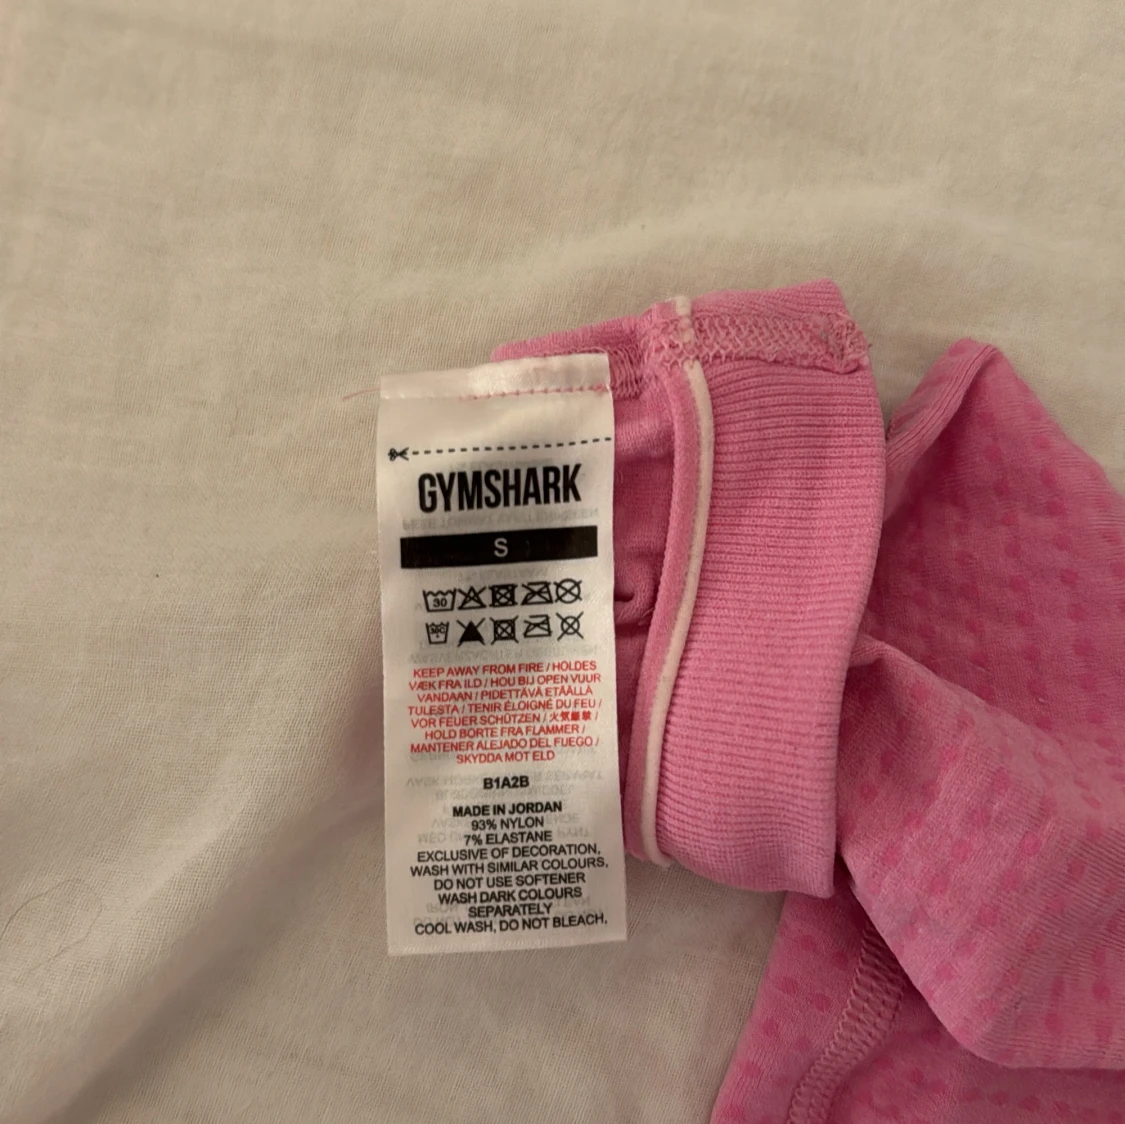 GYMSHARK
S
30
KEEP AWAY FROM FIRE / HOLDES
VÆK FRA ILD / HOU BIJ OPEN VUUR
VANDAAN / PIDETTÄVÄ ETÄÄLLÄ
TULESTA / TENIR ÉLOIGNÉ DU FEU /
VOR FEUER SCHÜTZEN / 火気厳禁 /
HOLD BORTE FRA FLAMMER /
MANTENER ALEJADO DEL FUEGO /
SKYDDA MOT ELD
B1A2B
MADE IN JORDAN
93% NYLON
7% ELASTANE
EXCLUSIVE OF DECORATION,
WASH WITH SIMILAR COLOURS,
DO NOT USE SOFTENER
WASH DARK COLOURS
SEPARATELY
COOL WASH, DO NOT BLEACH,